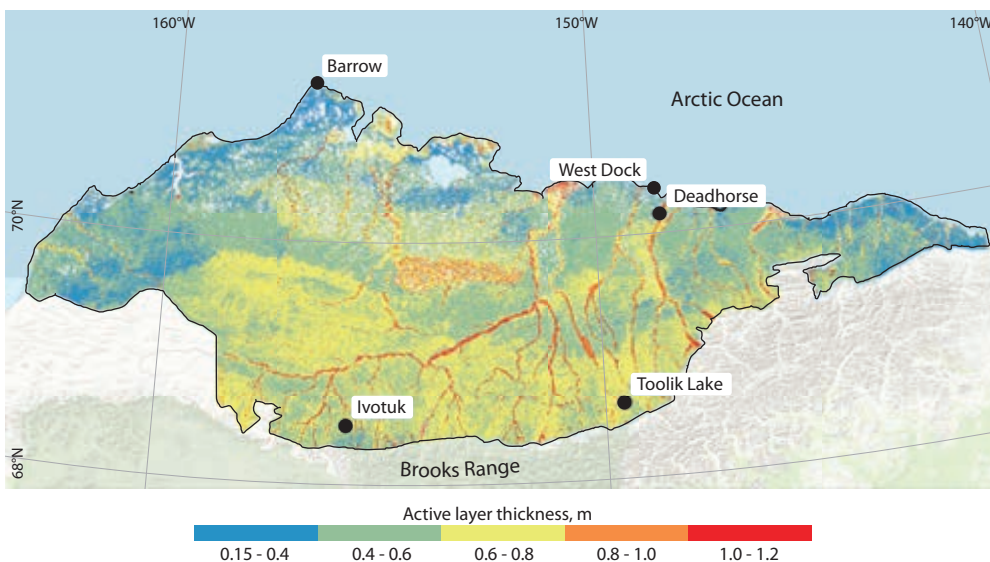 160°W
150°W
140°W
Barrow
Arctic Ocean
West Dock
Deadhorse
70°N
Toolik Lake
Ivotuk
68°N
Brooks Range
Active layer thickness, m
0.15 - 0.4
0.4 - 0.6
0.6 - 0.8
0.8 - 1.0
1.0 - 1.2